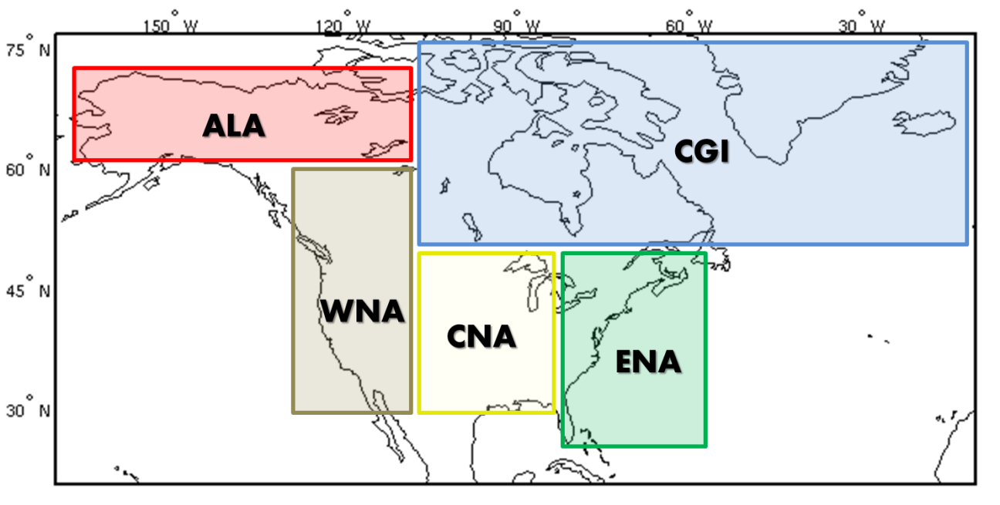 150° W 120° W 90° W 60° W 30° W
75° N
ALA
CGI
60° N
45° N
WNA
CNA
ENA
30° N